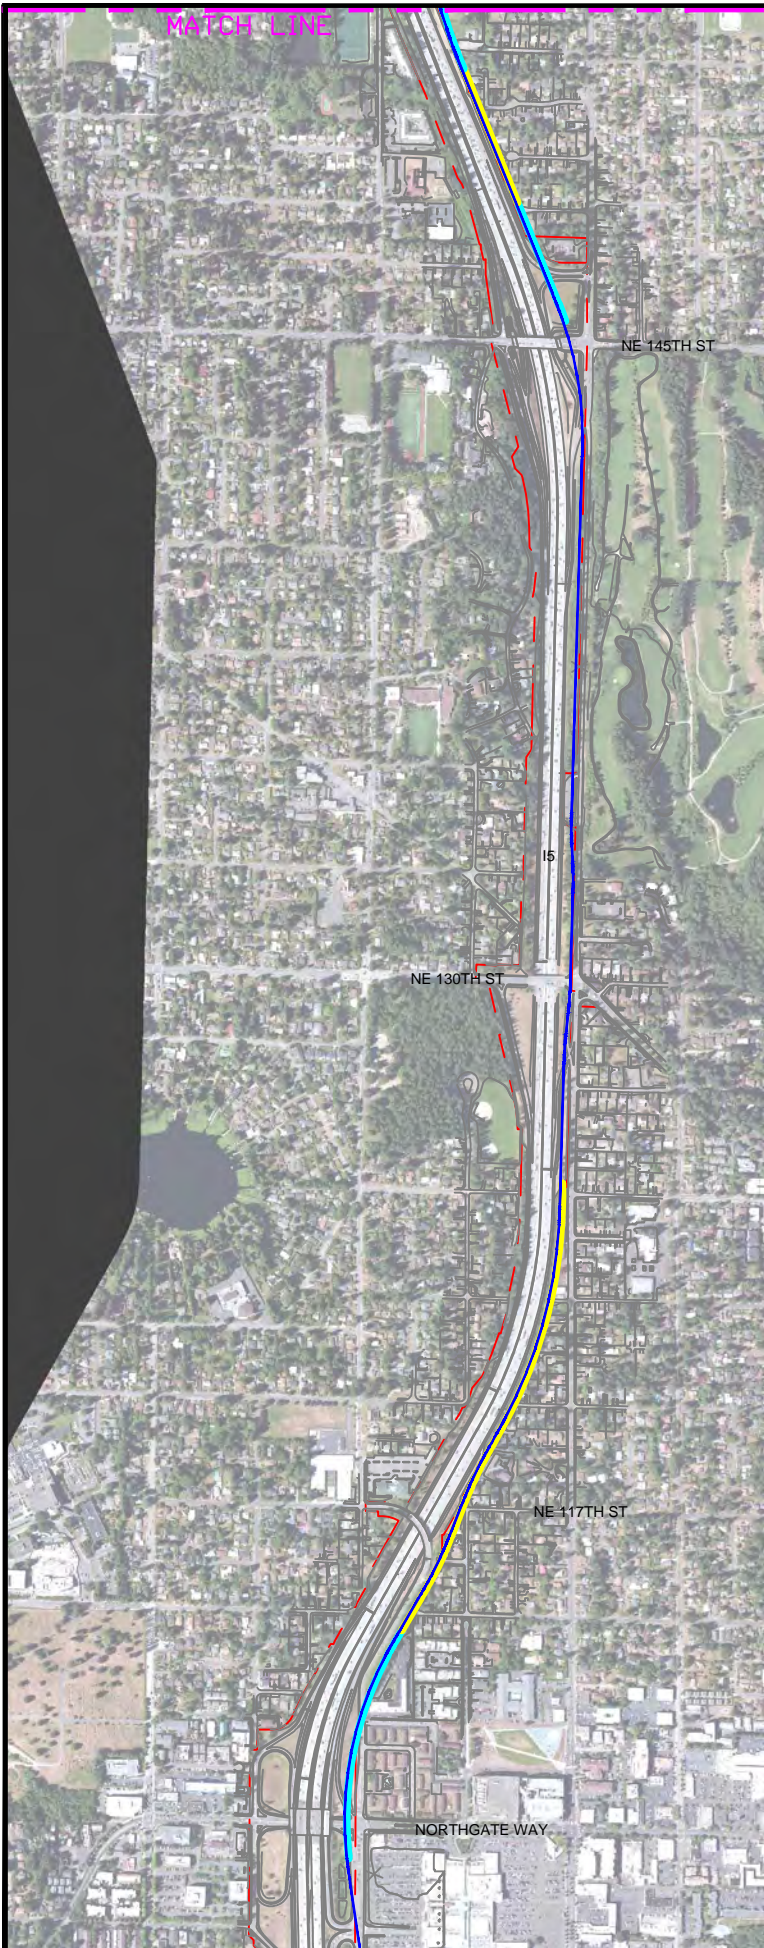 MATCH LINE
NE 145TH ST
I5
NE 130TH ST
NE 117TH ST
NORTHGATE WAY